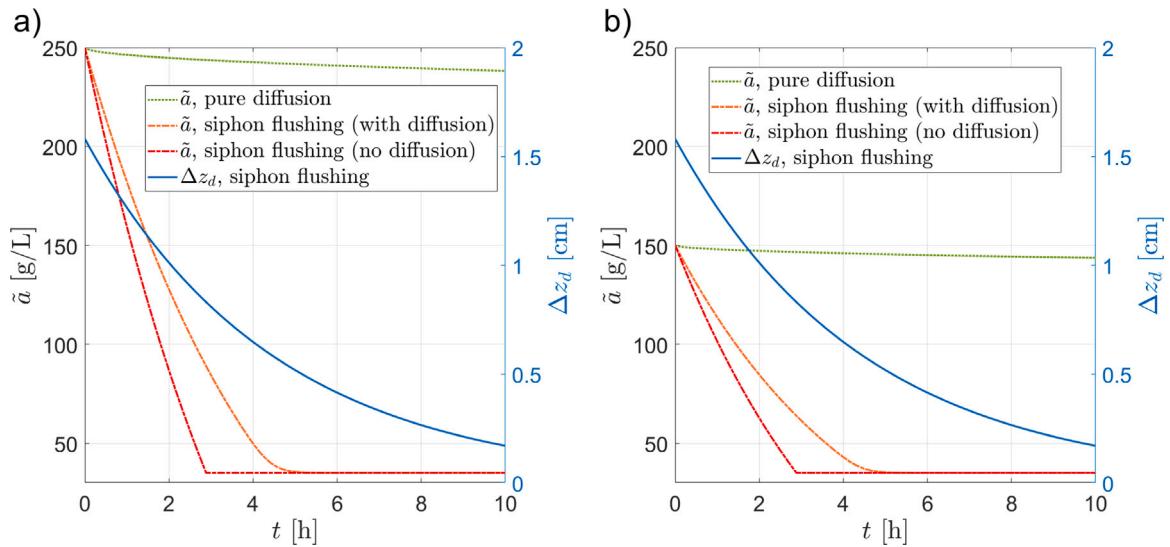 a)
250
200
150
100
50
ã [g/L]
0 2 4 6 8 10
t [h]
2
1.5
1
0.5
0
Δz_d [cm]
ã, pure diffusion
ã, siphon flushing (with diffusion)
ã, siphon flushing (no diffusion)
Δz_d, siphon flushing
b)
250
200
150
100
50
ã [g/L]
0 2 4 6 8 10
t [h]
2
1.5
1
0.5
0
Δz_d [cm]
ã, pure diffusion
ã, siphon flushing (with diffusion)
ã, siphon flushing (no diffusion)
Δz_d, siphon flushing